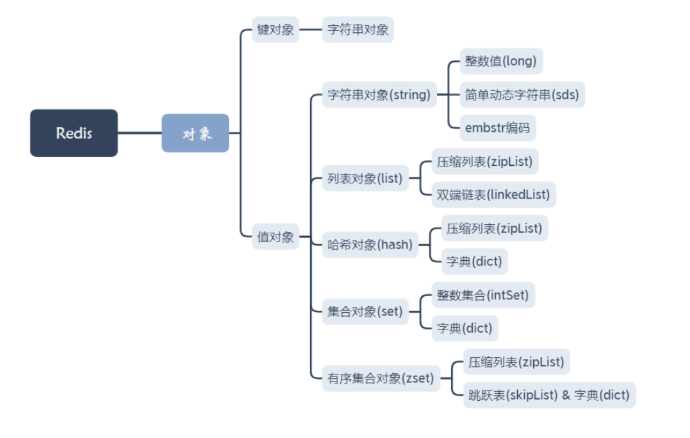 键对象
字符串对象
整数值(long)
字符串对象(string)
简单动态字符串(sds)
embstr编码
Redis
对象
压缩列表(zipList)
列表对象(list)
双端链表(linkedList)
值对象
压缩列表(zipList)
哈希对象(hash)
字典(dict)
整数集合(intSet)
集合对象(set)
字典(dict)
压缩列表(zipList)
有序集合对象(zset)
跳跃表(skipList) & 字典(dict)